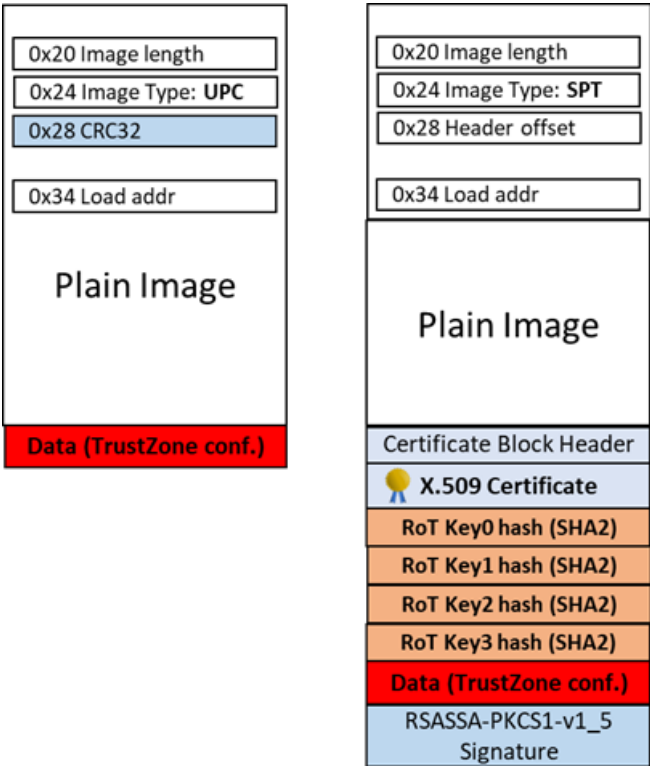 0x20 Image length
0x24 Image Type: UPC
0x28 CRC32
0x34 Load addr
Plain Image
Data (TrustZone conf.)
0x20 Image length
0x24 Image Type: SPT
0x28 Header offset
0x34 Load addr
Plain Image
Certificate Block Header
X.509 Certificate
RoT Key0 hash (SHA2)
RoT Key1 hash (SHA2)
RoT Key2 hash (SHA2)
RoT Key3 hash (SHA2)
Data (TrustZone conf.)
RSASSA-PKCS1-v1_5
Signature